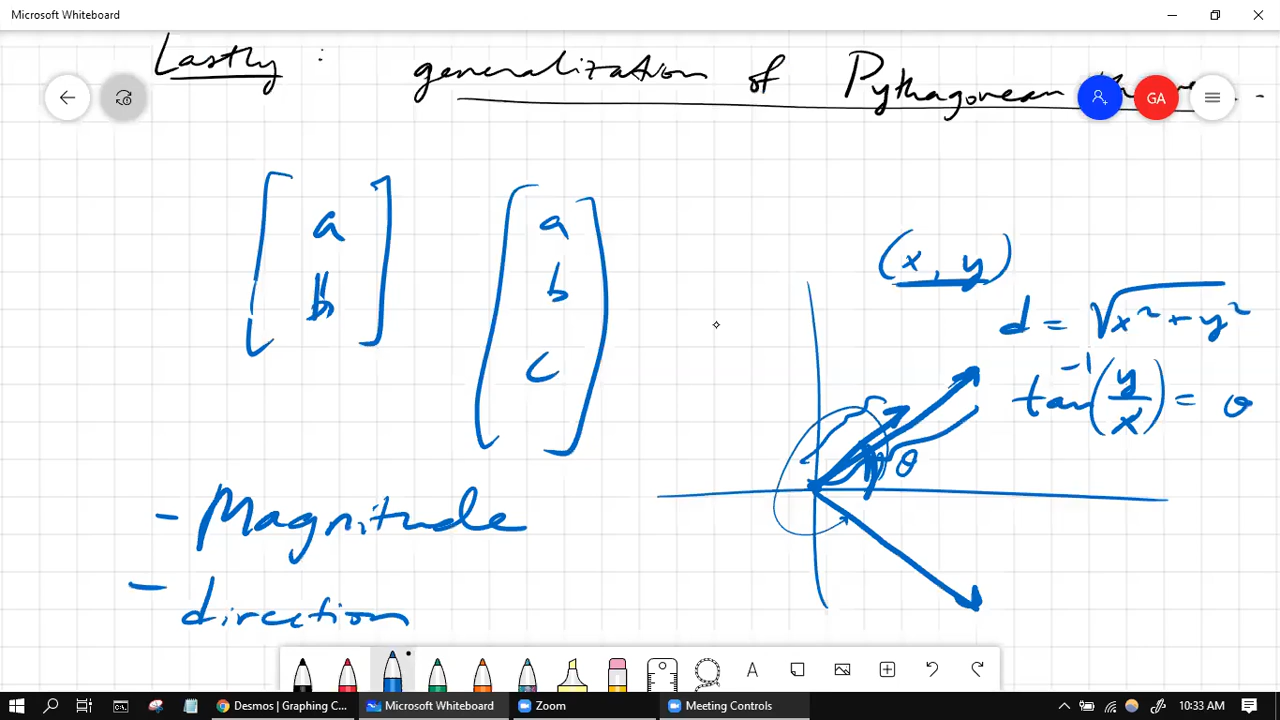 Microsoft Whiteboard
Lastly : generalization of Pythagorean
GA
[a b]
[a b c]
(x, y)
d = √x² + y²
tan⁻¹(y/x) = θ
θ
- Magnitude
- direction
A
Desmos | Graphing C...
Microsoft Whiteboard
Zoom
Meeting Controls
10:33 AM